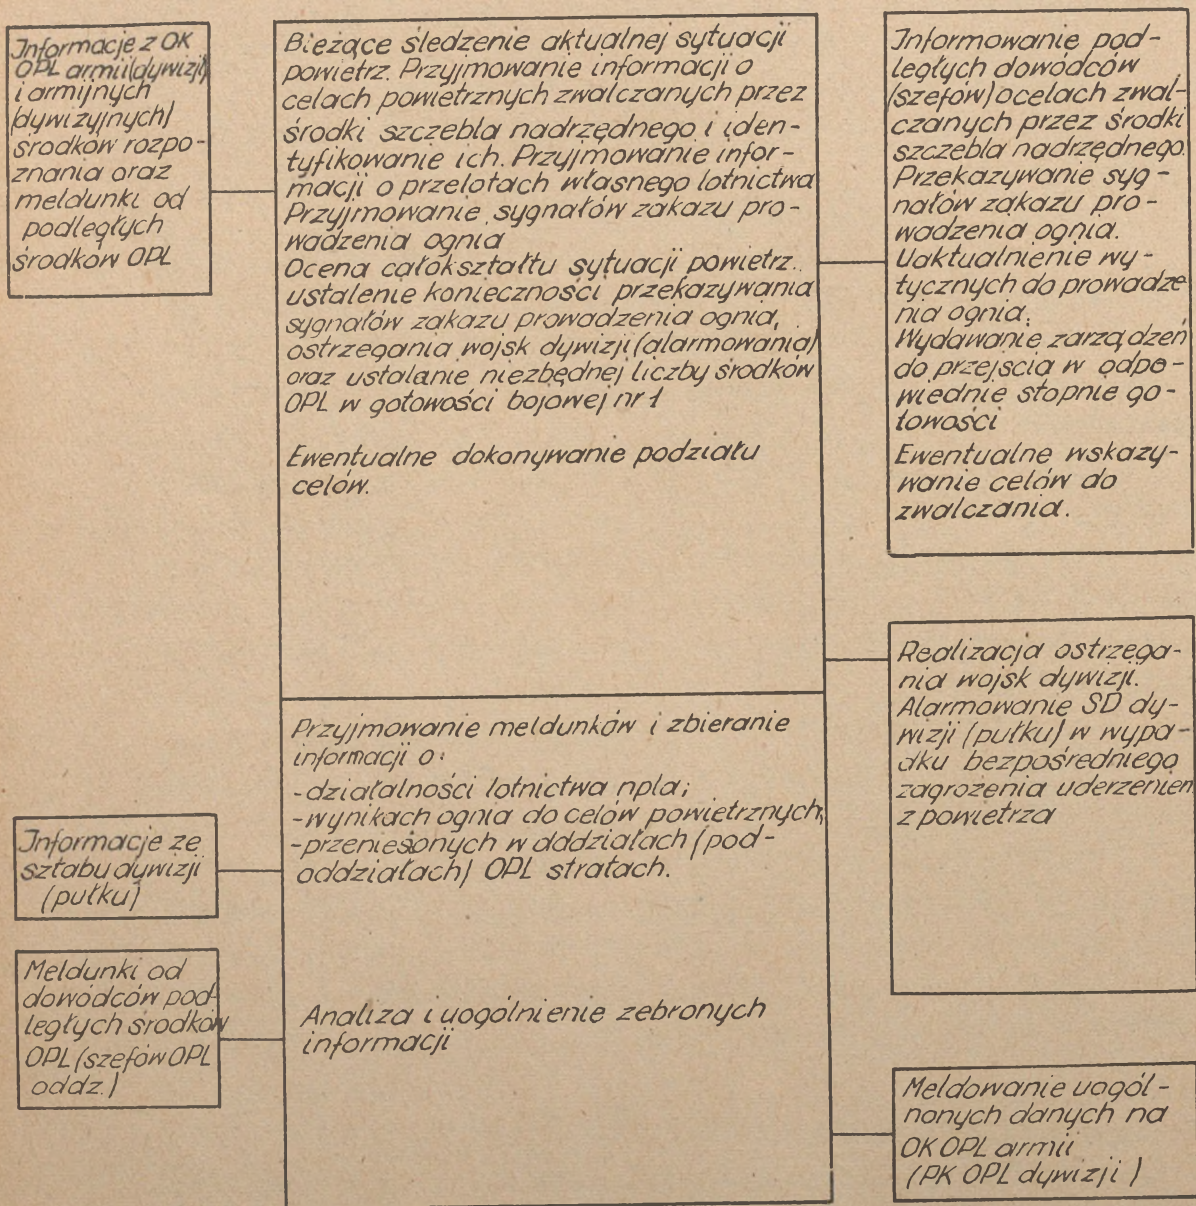 Informacje z OK
OPL armii (dywizji)
i armijnych
(dywizyjnych)
środków rozpo-
znania oraz
meldunki od
podległych
środków OPL
Informacje ze
sztabu dywizji
(pułku)
Meldunki od
dowódców pod-
ległych środków
OPL (szefów OPL
oddz.)
Bieżące śledzenie aktualnej sytuacji
powietrz. Przyjmowanie informacji o
celach powietrznych zwalczanych przez
środki szczebla nadrzędnego i iden-
tyfikowanie ich. Przyjmowanie infor-
macji o przelotach własnego lotnictwa
Przyjmowanie sygnałów zakazu pro-
wadzenia ognia
Ocena całokształtu sytuacji powietrz.
ustalenie konieczności przekazywania
sygnałów zakazu prowadzenia ognia,
ostrzegania wojsk dywizji (alarmowania)
oraz ustalanie niezbędnej liczby środków
OPL w gotowości bojowej nr 1
Ewentualne dokonywanie podziału
celów.
Przyjmowanie meldunków i zbieranie
informacji o:
-działalności lotnictwa npla;
-wynikach ognia do celów powietrznych;
-przeniesonych w dddziałach (pod-
oddziałach) OPL stratach.
Analiza i uogólnienie zebronych
informacji
Informowanie pod-
ległych dowódców
(szefów) ocelach zwal-
czanych przez środki
szczebla nadrzędnego.
Przekazywanie syg-
nałów zakazu pro-
wadzenia ognia.
Uaktualnienie wy-
tycznych do prowadze
nia ognia.
Wydawanie zarządzeń
do przejścia w odpo-
wiednie stopnie go-
towości
Ewentualne wskazy-
wanie celów do
zwalczania.
Realizacja ostrzega-
nia wojsk dywizji.
Alarmowanie SD dy-
wizji (pułku) w wypa-
dku bezpośredniego
zagrożenia uderzeniem
z powietrza
Meldowanie uogól-
nonych danych na
OK OPL armii
(PK OPL dywizji)